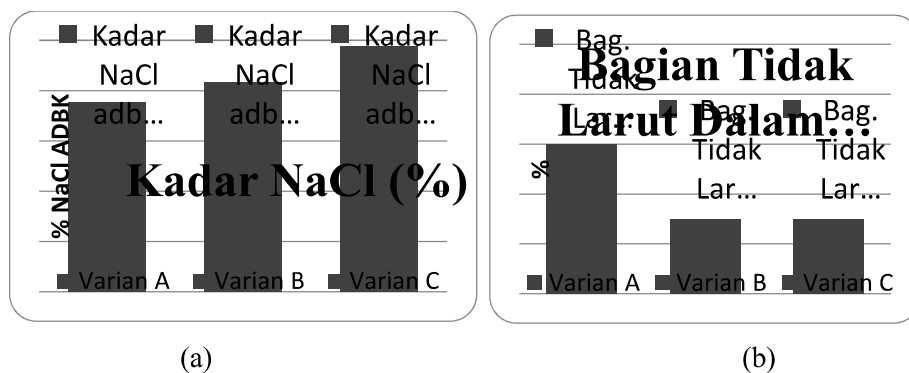 % NaCl ADBK
Kadar
NaCl
adb...
Kadar
NaCl
adb...
Kadar
NaCl
adb...
Kadar NaCl (%)
Varian A
Varian B
Varian C
(a)
%
Bagian Tidak
Larut Dalam...
Bag.
Tidak
Lar...
Bag.
Tidak
Lar...
Bag.
Tidak
Lar...
Varian A
Varian B
Varian C
(b)